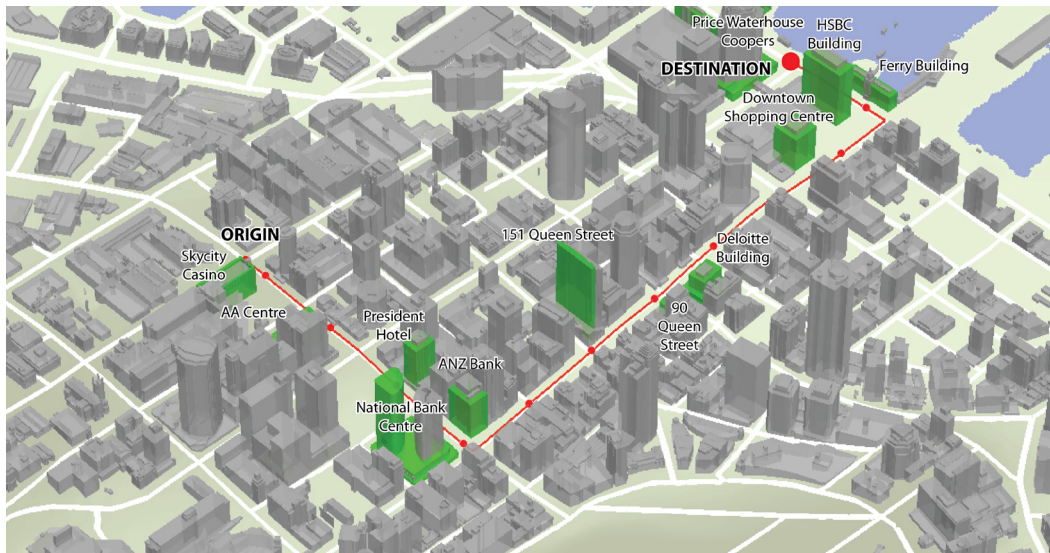 Price Waterhouse
Coopers
HSBC
Building
DESTINATION
Ferry Building
Downtown
Shopping Centre
ORIGIN
151 Queen Street
Deloitte
Building
Skycity
Casino
AA Centre
President
Hotel
90
Queen
Street
ANZ Bank
National Bank
Centre